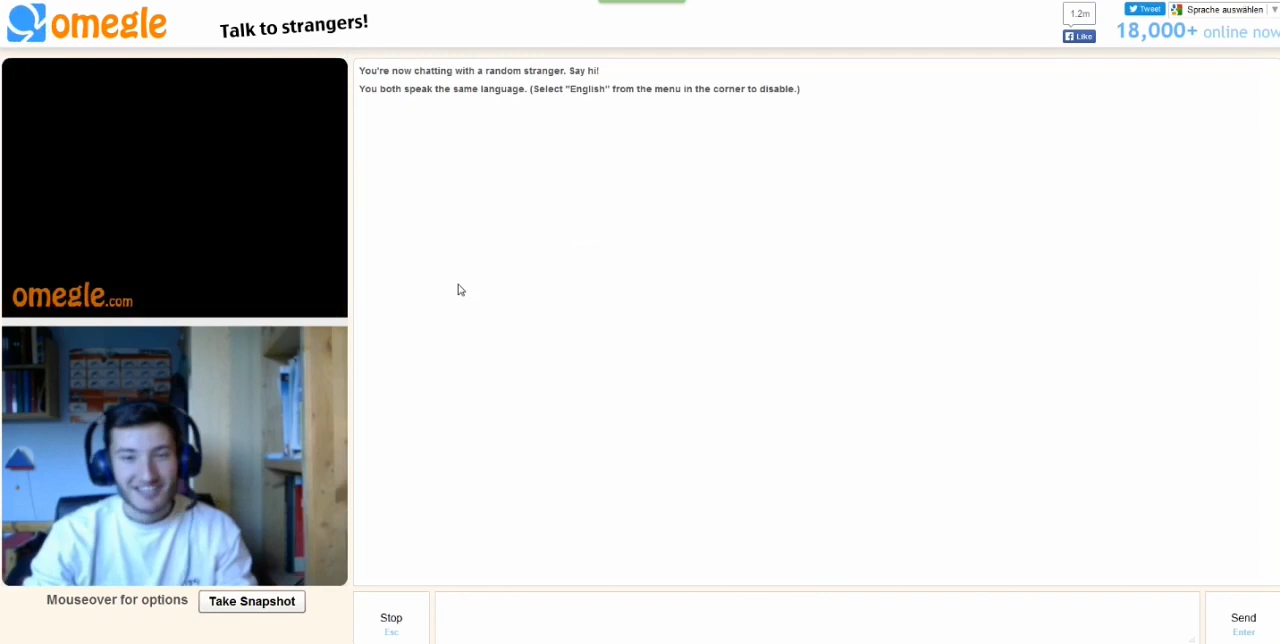 omegle
Talk to strangers!
1.2m
Like
Tweet
Sprache auswählen
18,000+ online now
You're now chatting with a random stranger. Say hi!
You both speak the same language. (Select "English" from the menu in the corner to disable.)
omegle.com
Mouseover for options
Take Snapshot
Stop
Esc
Send
Enter